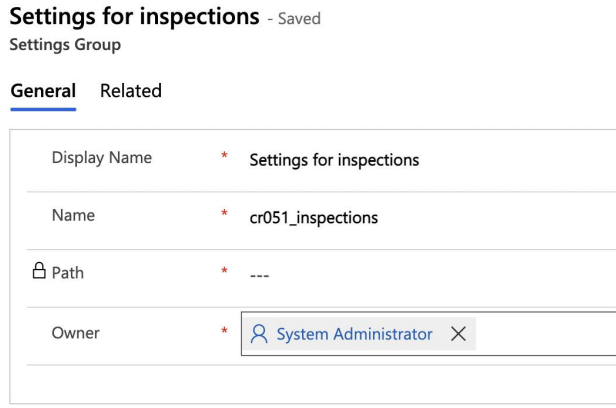 Settings for inspections - Saved
Settings Group
General Related
Display Name * Settings for inspections
Name * cr051_inspections
Path * ---
Owner * System Administrator